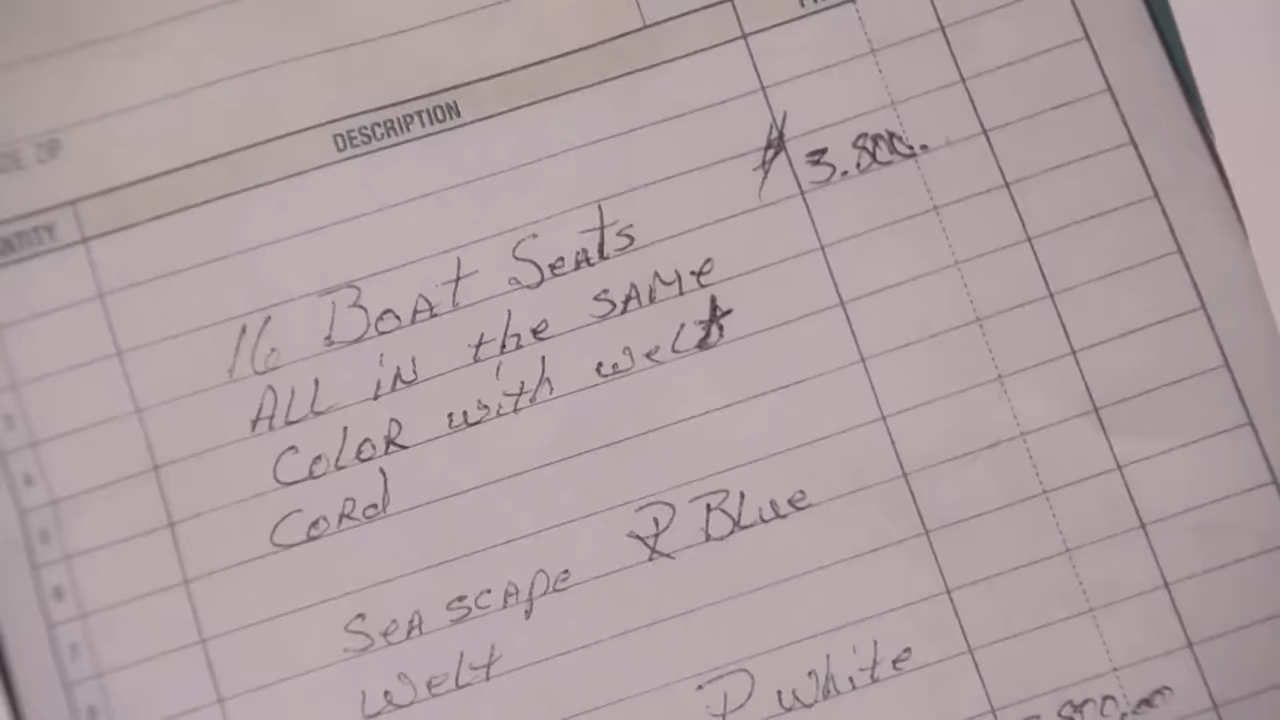 DESCRIPTION
16 Boat Seats $ 3.800.
ALL iN the SAMe
ColoR with welt
CoRd
SeA scApe Blue
welt
White